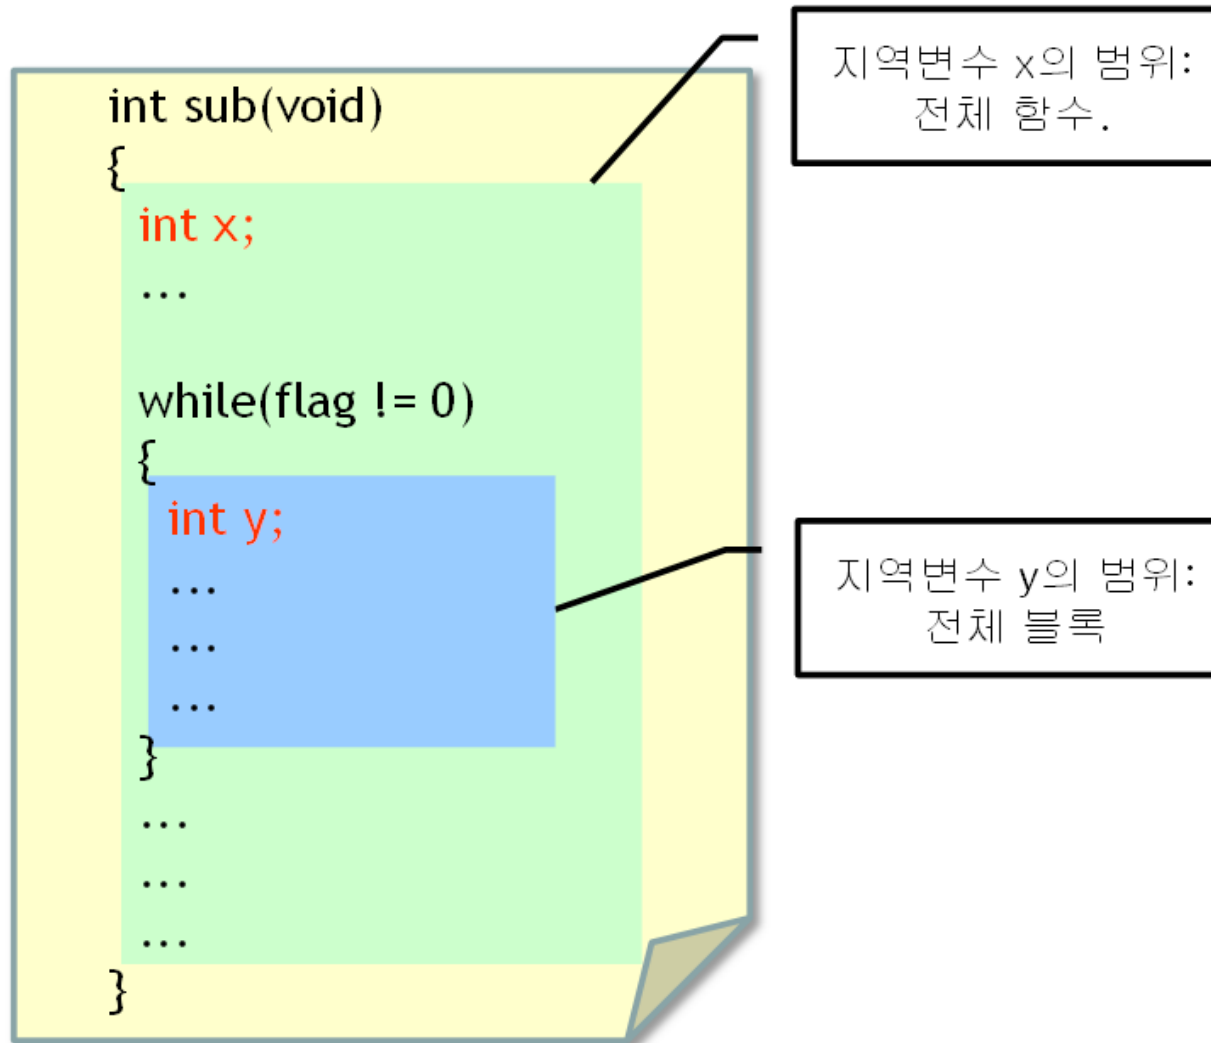 int sub(void)
{
int x;
...
while(flag != 0)
{
int y;
...
...
...
}
...
...
...
}
지역변수 x의 범위:
전체 함수.
지역변수 y의 범위:
전체 블록